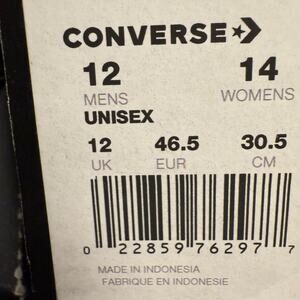 CONVERSE
12 14
MENS WOMENS
UNISEX
12 46.5 30.5
UK EUR CM
0 22859 76297 7
MADE IN INDONESIA
FABRIQUE EN INDONESIE